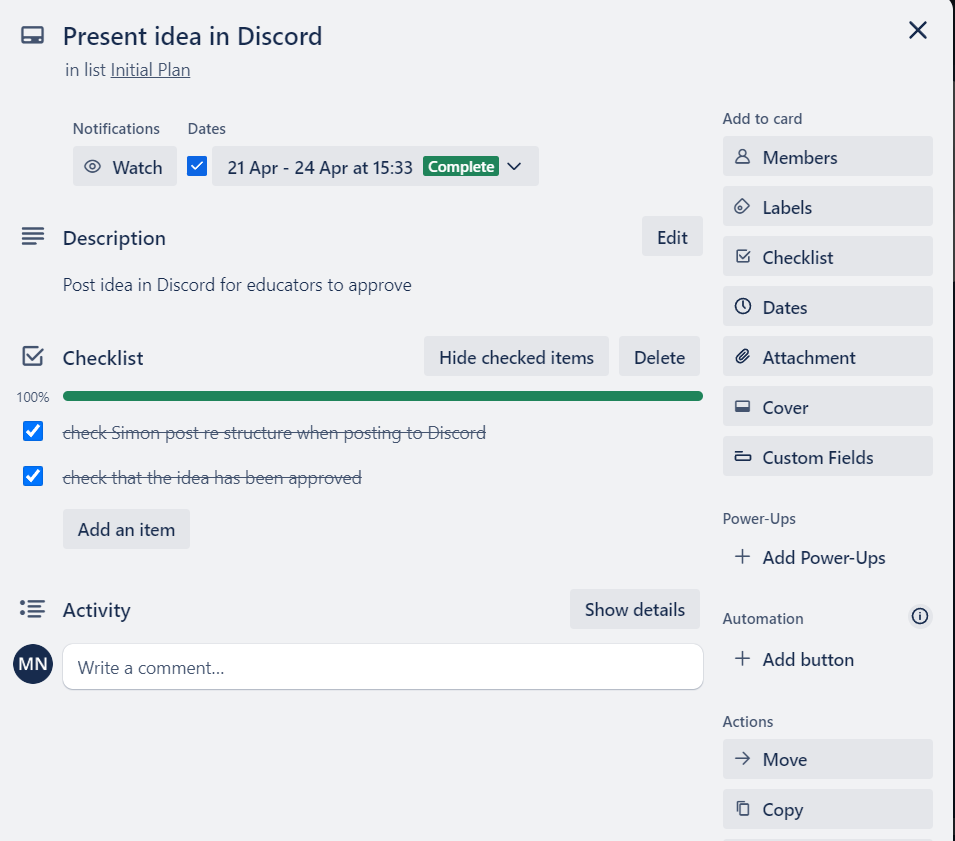 Present idea in Discord
in list Initial Plan
Notifications
Dates
Watch
21 Apr - 24 Apr at 15:33 Complete
Description
Edit
Post idea in Discord for educators to approve
Checklist
Hide checked items
Delete
100%
check Simon post re structure when posting to Discord
check that the idea has been approved
Add an item
Activity
Show details
MN
Write a comment...
Add to card
Members
Labels
Checklist
Dates
Attachment
Cover
Custom Fields
Power-Ups
+ Add Power-Ups
Automation
+ Add button
Actions
Move
Copy